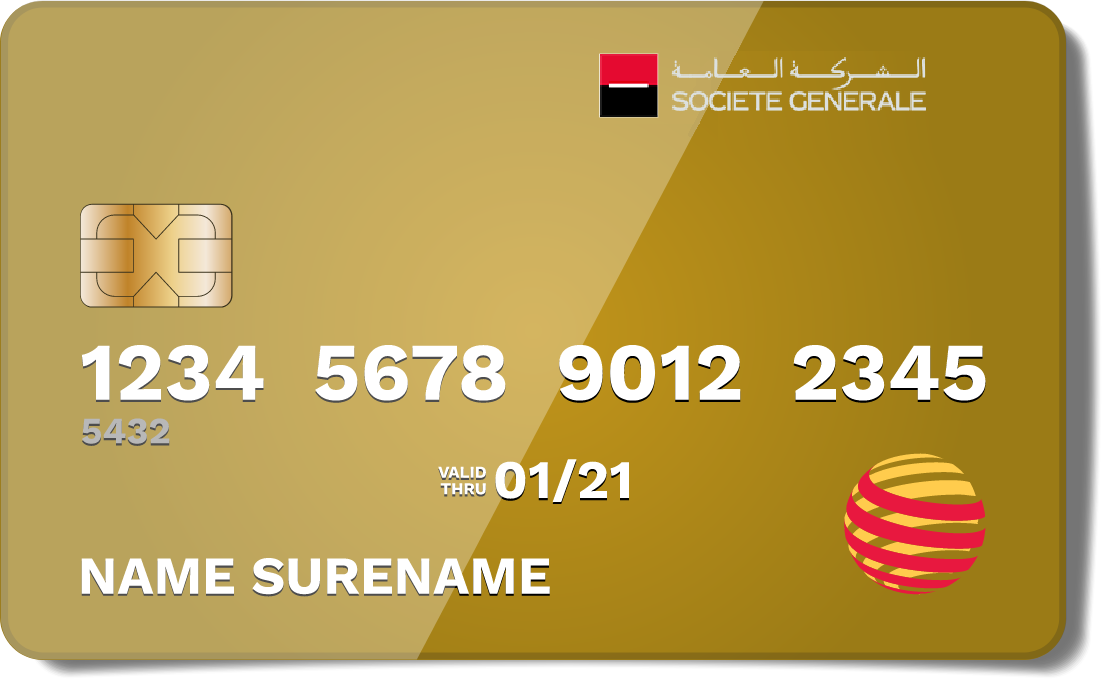 الشركة العامة
SOCIETE GENERALE
1234 5678 9012 2345
5432
VALID
THRU 01/21
NAME SURENAME